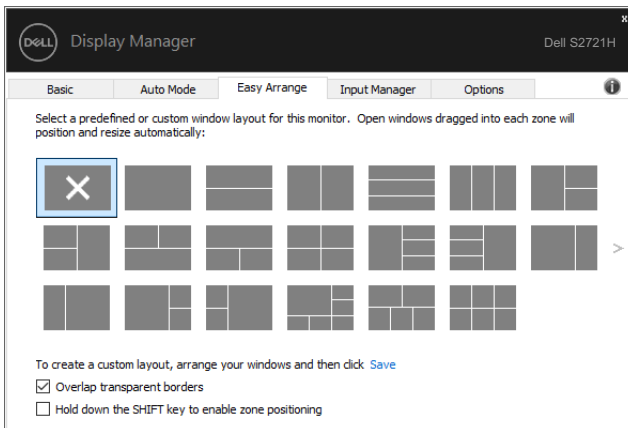 x
DELL Display Manager
Dell S2721H
Basic Auto Mode Easy Arrange Input Manager Options i
Select a predefined or custom window layout for this monitor. Open windows dragged into each zone will
position and resize automatically:
>
To create a custom layout, arrange your windows and then click Save
Overlap transparent borders
Hold down the SHIFT key to enable zone positioning